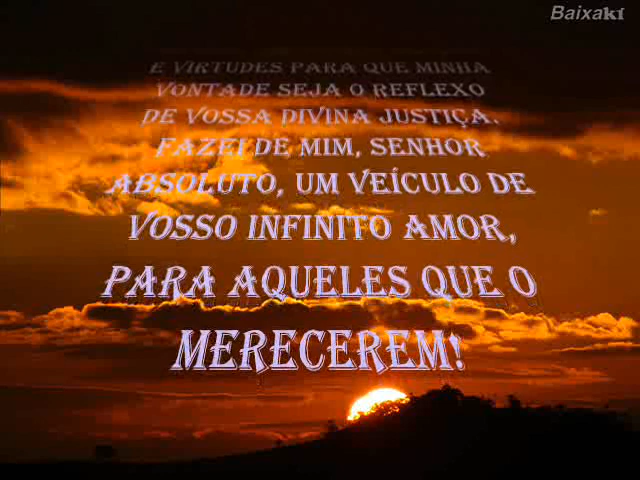 Baixaki
E VIRTUDES PARA QUE MINHA
VONTADE SEJA O REFLEXO
DE VOSSA DIVINA JUSTIÇA.
FAZEI DE MIM, SENHOR
ABSOLUTO, UM VEÍCULO DE
VOSSO INFINITO AMOR,
PARA AQUELES QUE O
MERECEREM!